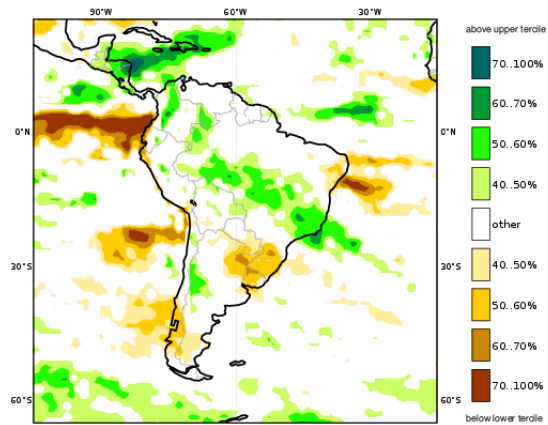 90°W 60°W 30°W
above upper tercile
70..100%
60..70%
50..60%
40..50%
other
40..50%
50..60%
60..70%
70..100%
below lower tercile
0°N 0°N
30°S 30°S
60°S 60°S